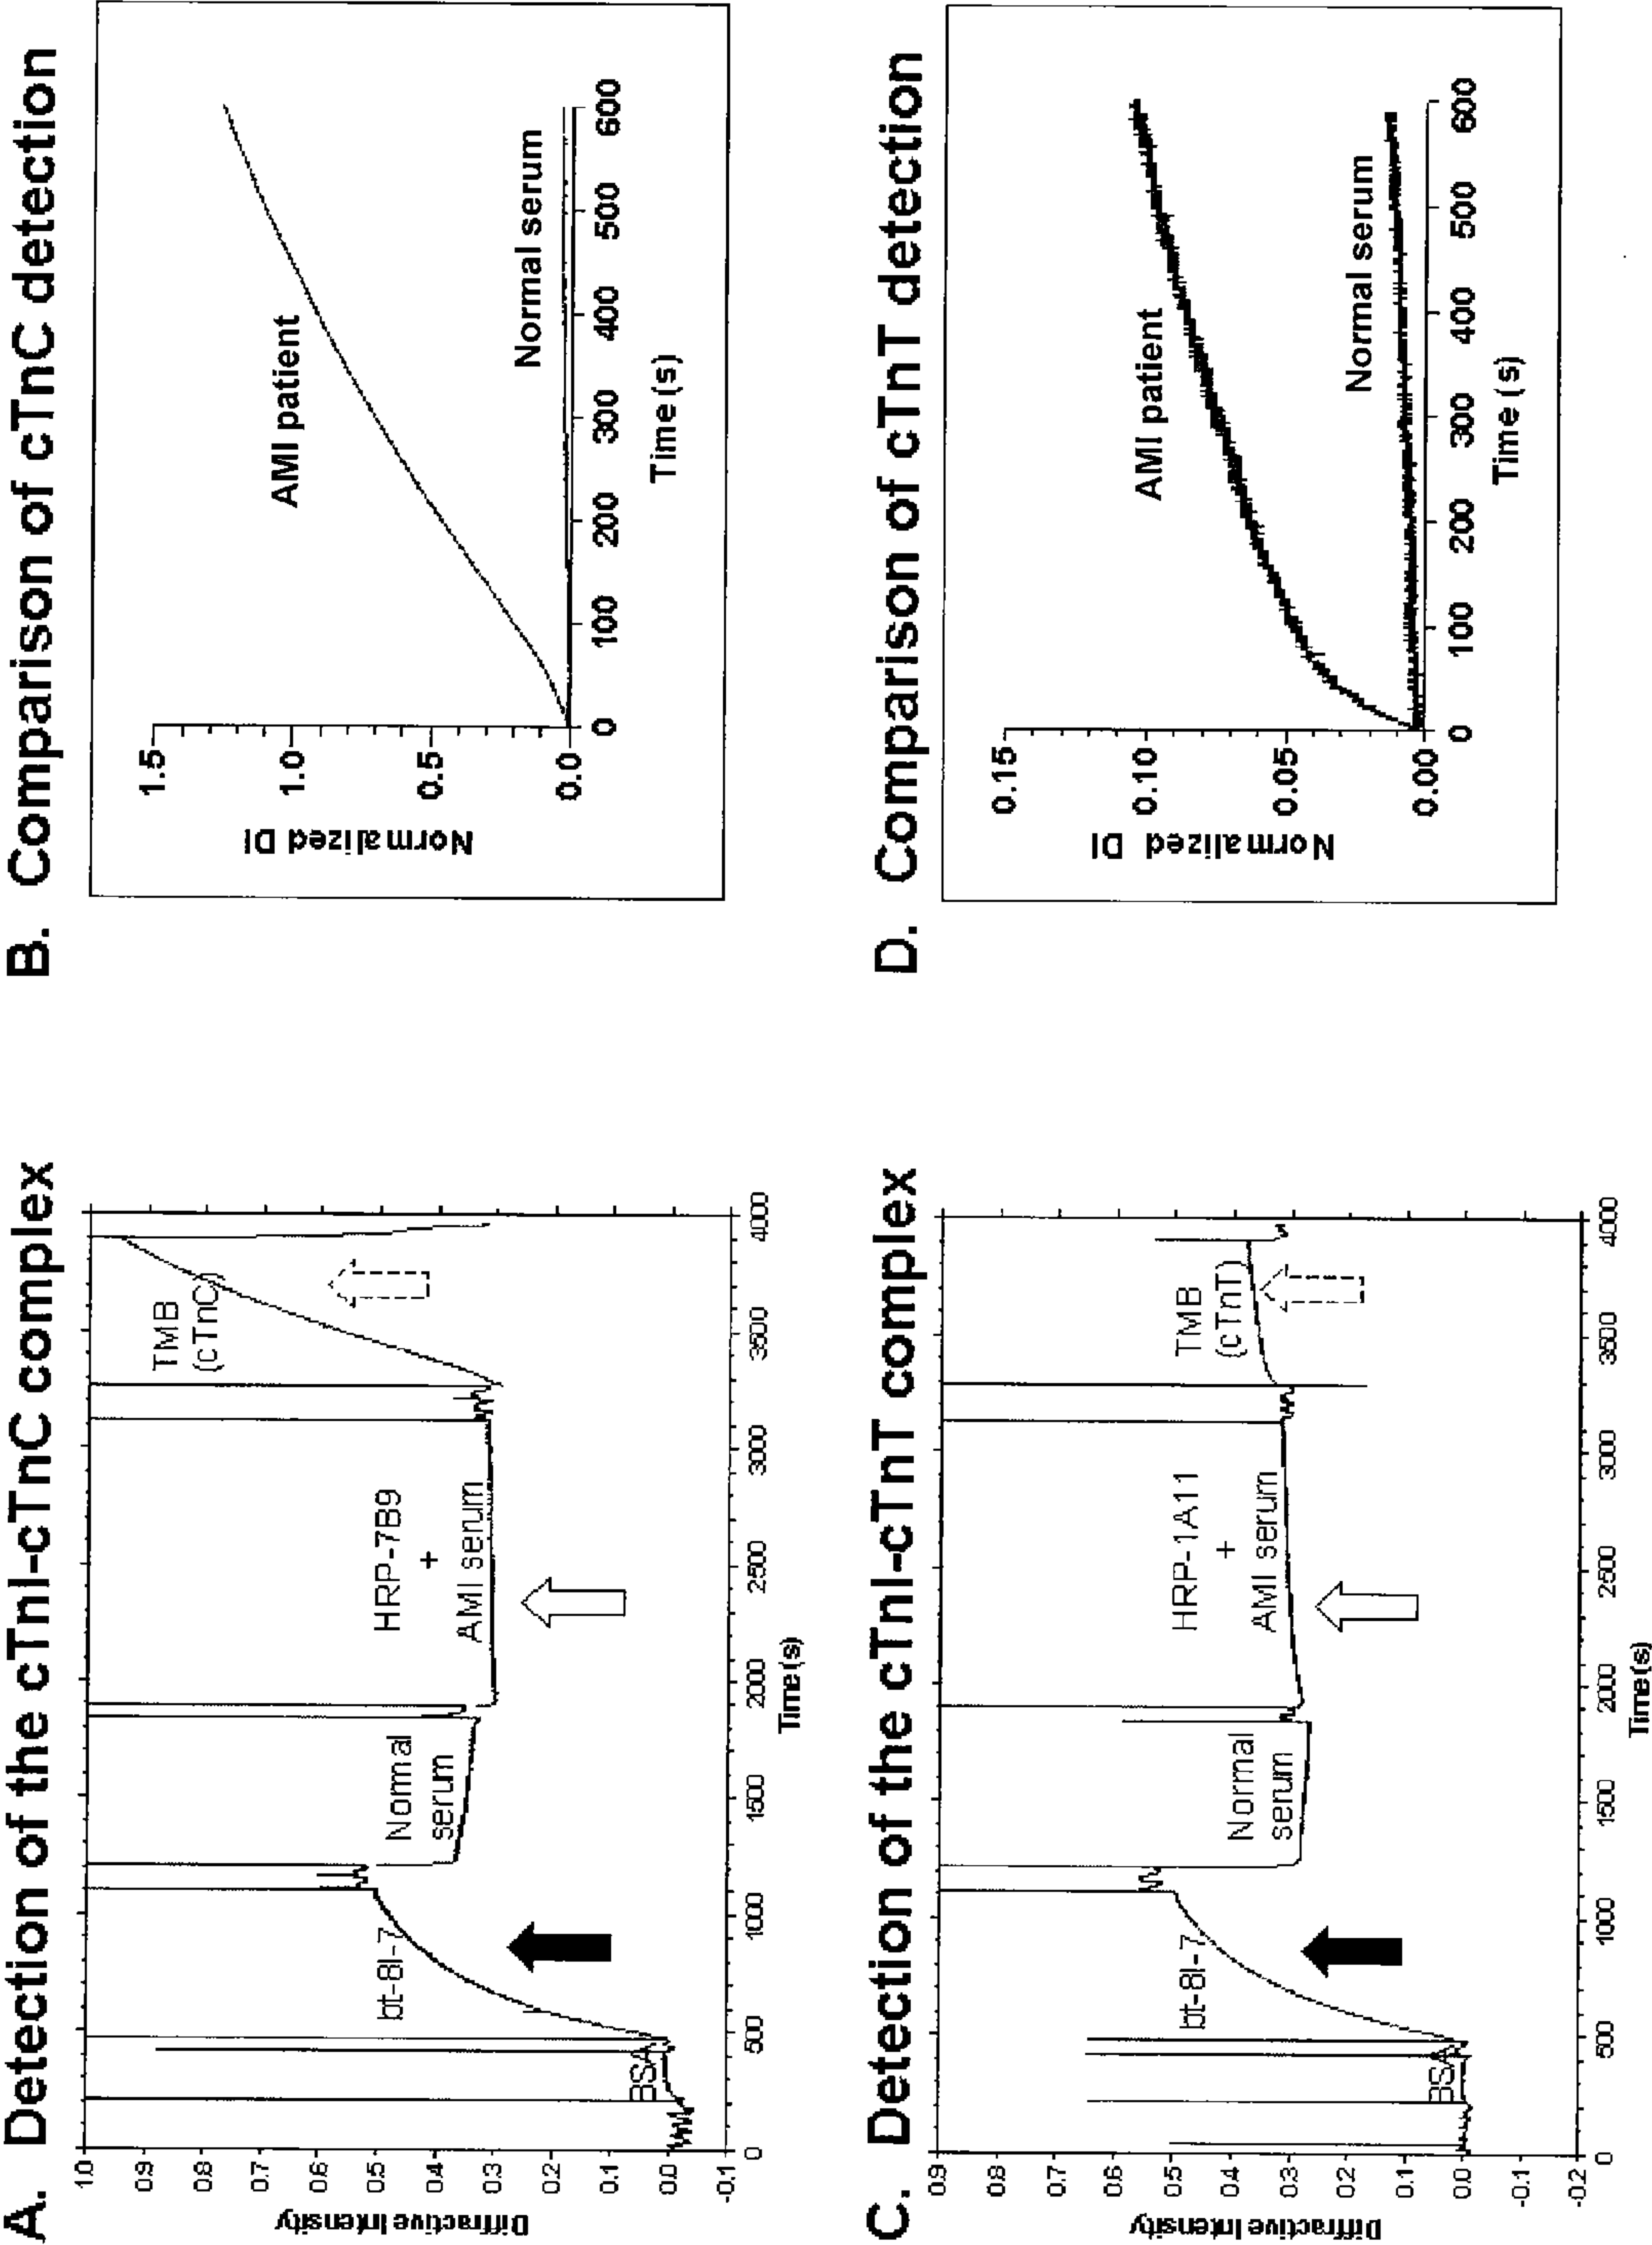 A. Detection of the cTnI-cTnC complex
Diffractive Intensity
1.0
0.9
0.8
0.7
0.6
0.5
0.4
0.3
0.2
0.1
0.0
-0.1
BSA
bt-8I-7
Normal
serum
HRP-7B9
+
AMI serum
TMB
(cTnC)
0 500 1000 1500 2000 2500 3000 3500 4000
Time(s)
B. Comparison of cTnC detection
Normalized DI
1.5
1.0
0.5
0.0
AMI patient
Normal serum
0 100 200 300 400 500 600
Time (s)
C. Detection of the cTnI-cTnT complex
Diffractive Intensity
0.9
0.8
0.7
0.6
0.5
0.4
0.3
0.2
0.1
0.0
-0.1
-0.2
BSA
bt-8I-7
Normal
serum
HRP-1A11
+
AMI serum
TMB
(cTnT)
0 500 1000 1500 2000 2500 3000 3500 4000
Time(s)
D. Comparison of cTnT detection
Normalized DI
0.15
0.10
0.05
0.00
AMI patient
Normal serum
0 100 200 300 400 500 600
Time (s)